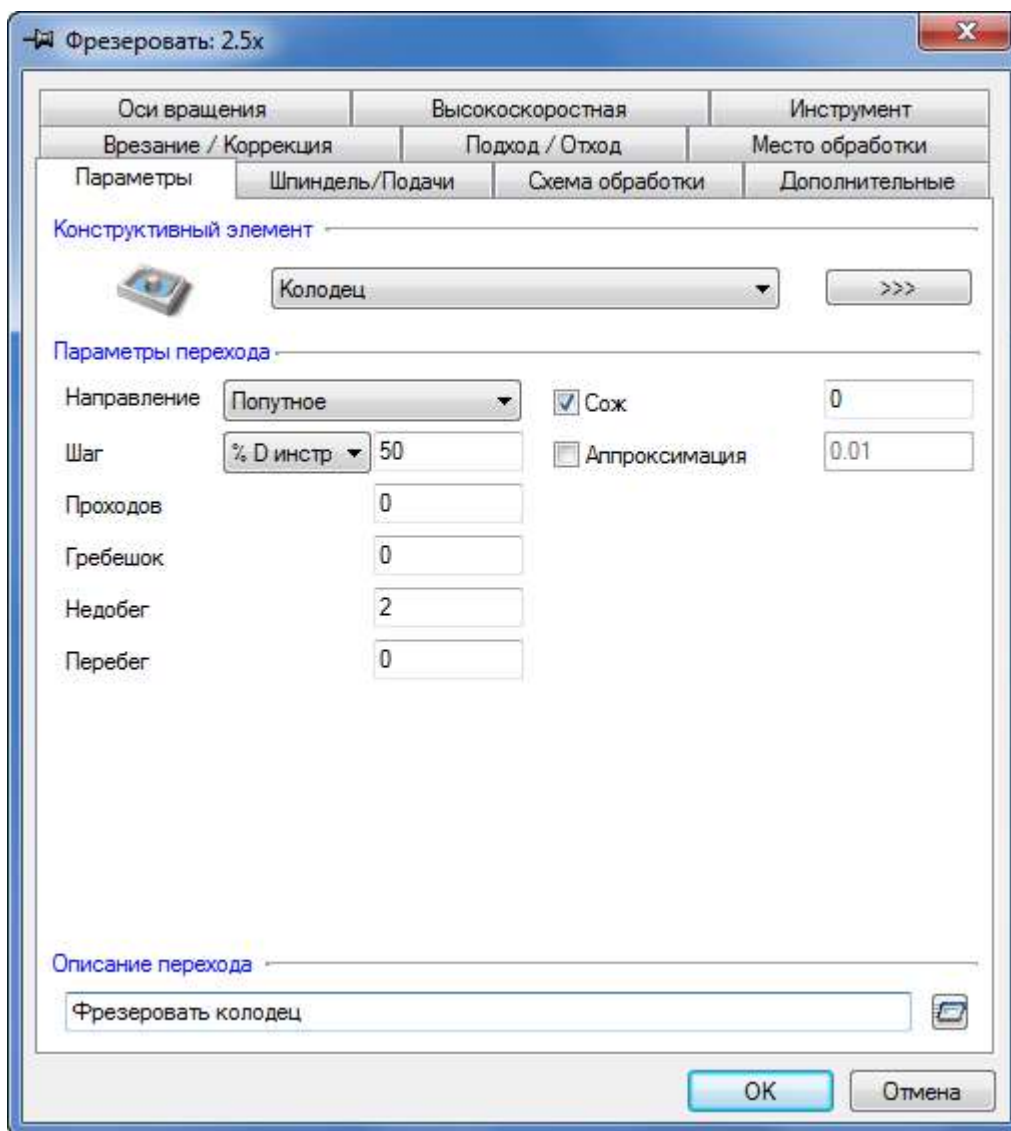 Фрезеровать: 2.5x
Оси вращения Высокоскоростная Инструмент
Врезание / Коррекция Подход / Отход Место обработки
Параметры Шпиндель/Подачи Схема обработки Дополнительные
Конструктивный элемент
Колодец >>>
Параметры перехода
Направление Попутное Сож 0
Шаг % D инстр 50 Аппроксимация 0.01
Проходов 0
Гребешок 0
Недобег 2
Перебег 0
Описание перехода
Фрезеровать колодец
OK Отмена